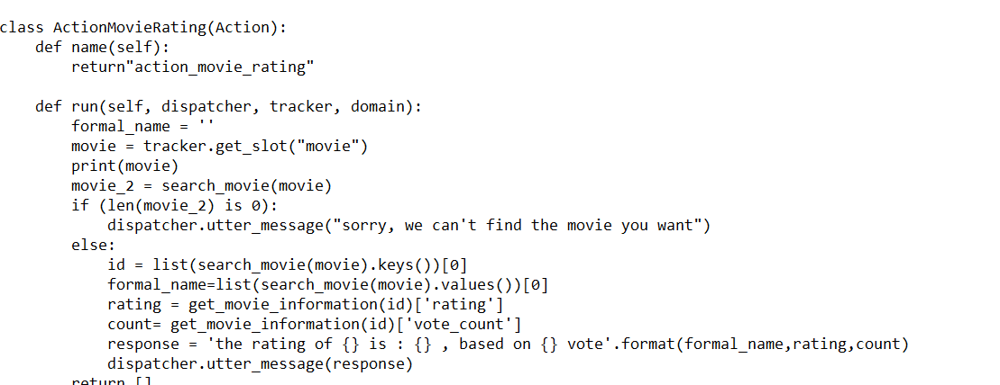 class ActionMovieRating(Action):
    def name(self):
        return"action_movie_rating"

    def run(self, dispatcher, tracker, domain):
        formal_name = ''
        movie = tracker.get_slot("movie")
        print(movie)
        movie_2 = search_movie(movie)
        if (len(movie_2) is 0):
            dispatcher.utter_message("sorry, we can't find the movie you want")
        else:
            id = list(search_movie(movie).keys())[0]
            formal_name=list(search_movie(movie).values())[0]
            rating = get_movie_information(id)['rating']
            count= get_movie_information(id)['vote_count']
            response = 'the rating of {} is : {} , based on {} vote'.format(formal_name,rating,count)
            dispatcher.utter_message(response)
        return []